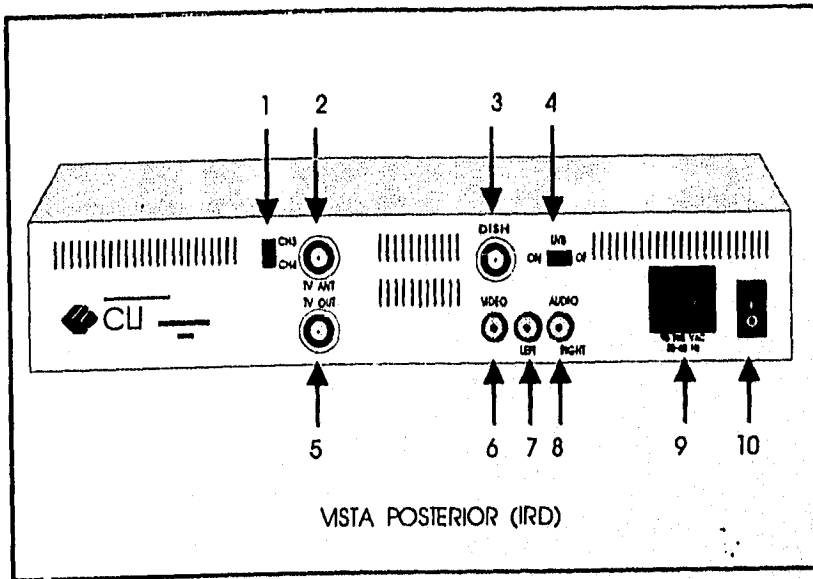 1 2 3 4
DISH
CH3
CH4
ON
TV ANT
TV OUT
VIDEO
AUDIO
CLI
LEFT
RIGHT
VAC
5 6 7 8 9 10
VISTA POSTERIOR (IRD)